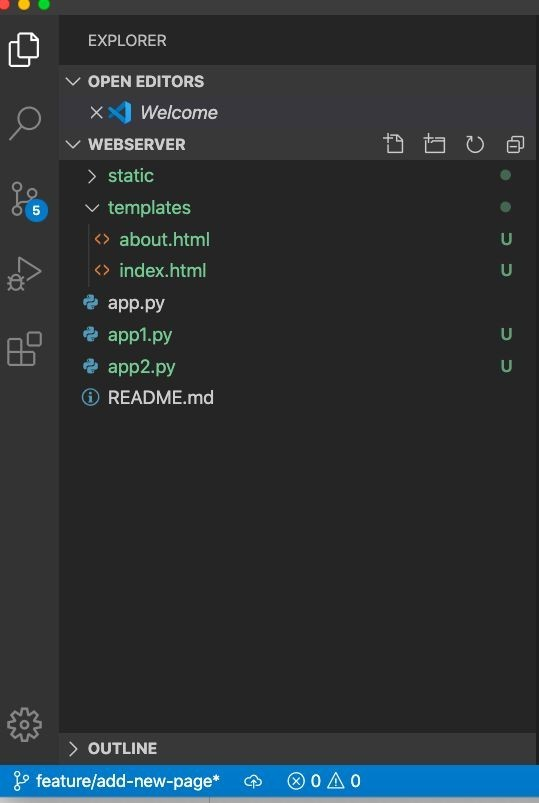 EXPLORER
OPEN EDITORS
Welcome
WEBSERVER
static
templates
about.html U
index.html U
app.py
app1.py U
app2.py U
README.md
5
OUTLINE
feature/add-new-page* 0 0